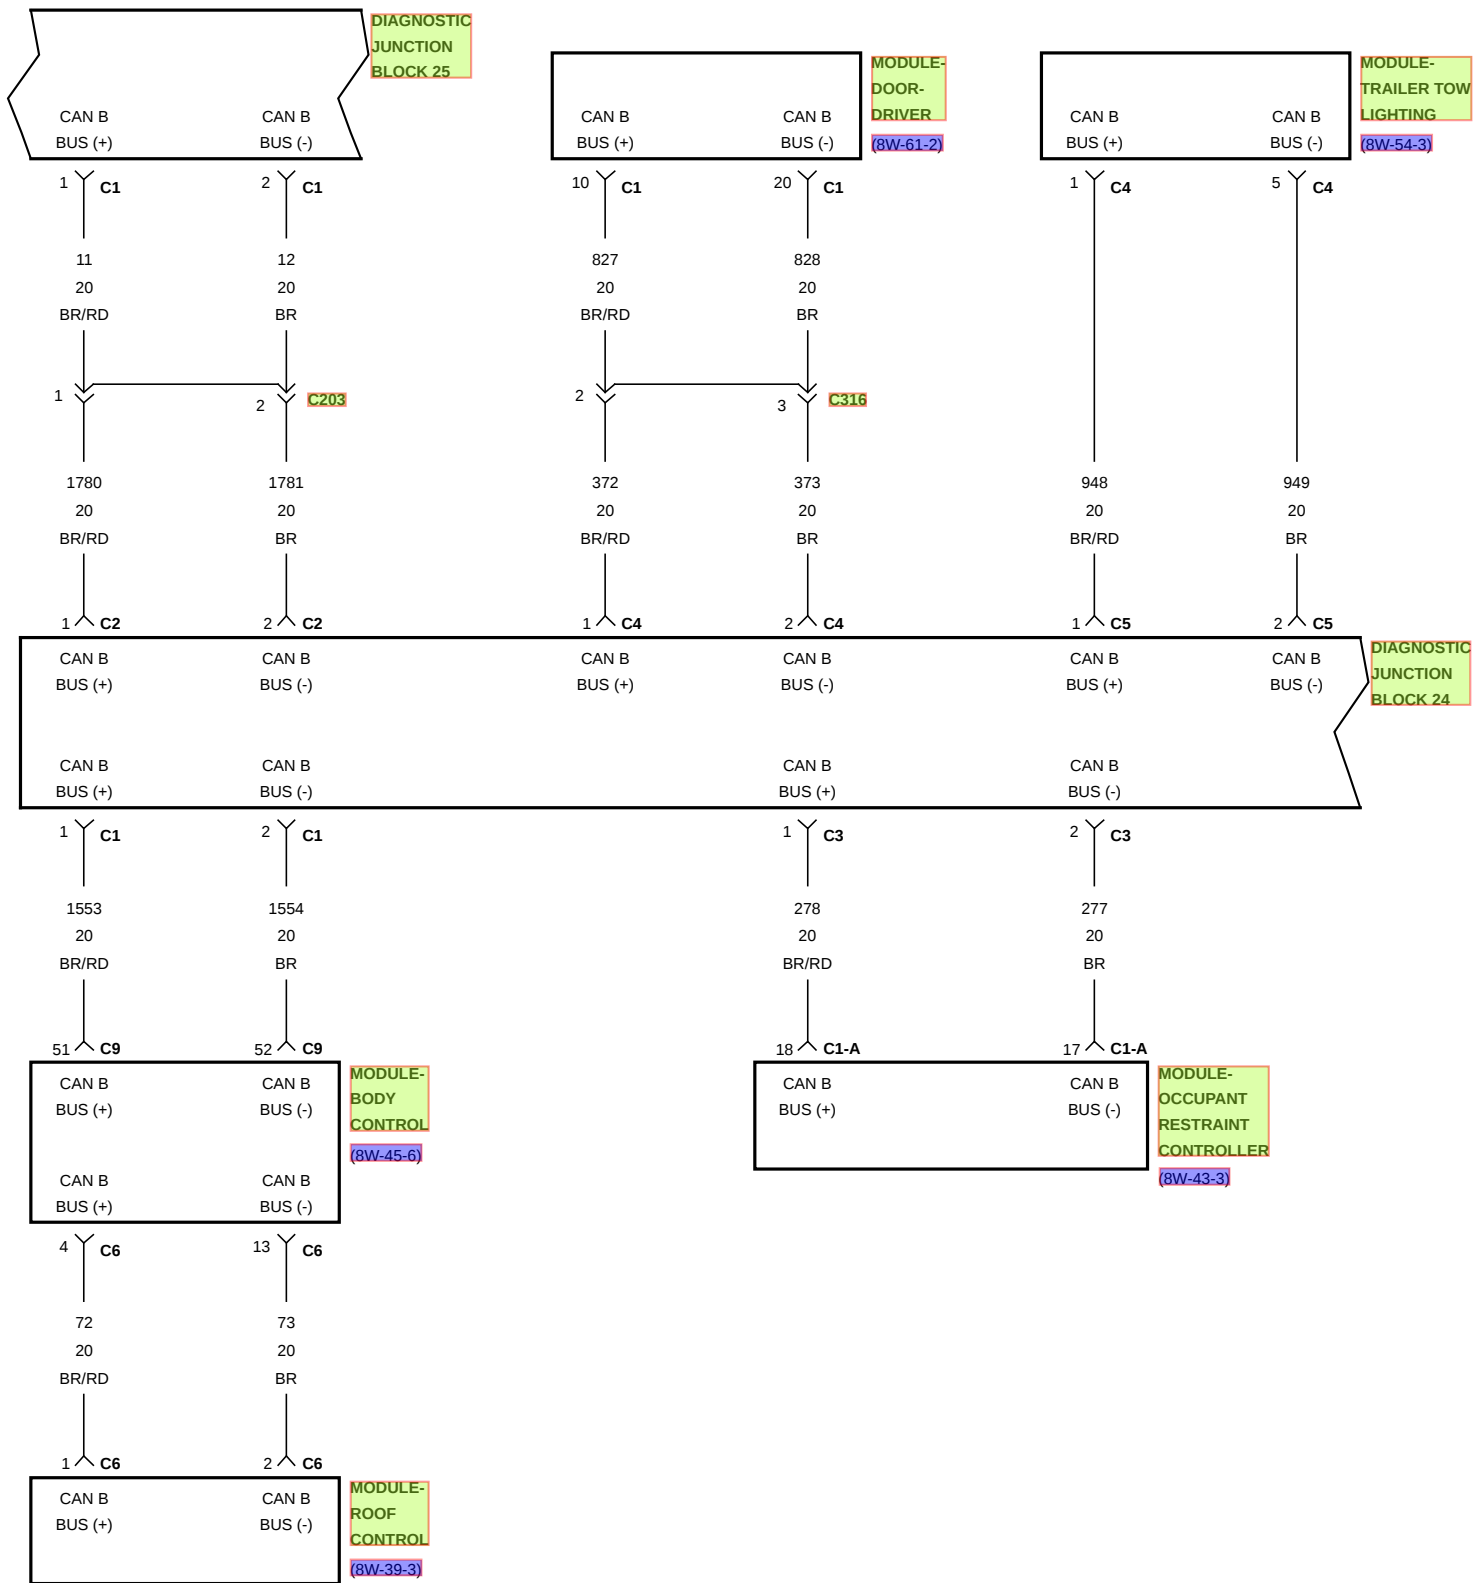 DIAGNOSTIC
JUNCTION
BLOCK 25
CAN B CAN B
BUS (+) BUS (-)
MODULE-
DOOR-
DRIVER
(8W-61-2)
CAN B CAN B
BUS (+) BUS (-)
MODULE-
TRAILER TOW
LIGHTING
(8W-54-3)
CAN B CAN B
BUS (+) BUS (-)
1 C1 2 C1 10 C1 20 C1 1 C4 5 C4
11 12 827 828
20 20 20 20
BR/RD BR BR/RD BR
1 2 C203 2 3 C316
1780 1781 372 373 948 949
20 20 20 20 20 20
BR/RD BR BR/RD BR BR/RD BR
1 C2 2 C2 1 C4 2 C4 1 C5 2 C5
CAN B CAN B CAN B CAN B CAN B CAN B
BUS (+) BUS (-) BUS (+) BUS (-) BUS (+) BUS (-)
DIAGNOSTIC
JUNCTION
BLOCK 24
CAN B CAN B CAN B CAN B
BUS (+) BUS (-) BUS (+) BUS (-)
1 C1 2 C1 1 C3 2 C3
1553 1554 278 277
20 20 20 20
BR/RD BR BR/RD BR
51 C9 52 C9 18 C1-A 17 C1-A
CAN B CAN B
BUS (+) BUS (-)
MODULE-
BODY
CONTROL
(8W-45-6)
CAN B CAN B
BUS (+) BUS (-)
MODULE-
OCCUPANT
RESTRAINT
CONTROLLER
(8W-43-3)
CAN B CAN B
BUS (+) BUS (-)
4 C6 13 C6
72 73
20 20
BR/RD BR
1 C6 2 C6
CAN B CAN B
BUS (+) BUS (-)
MODULE-
ROOF
CONTROL
(8W-39-3)